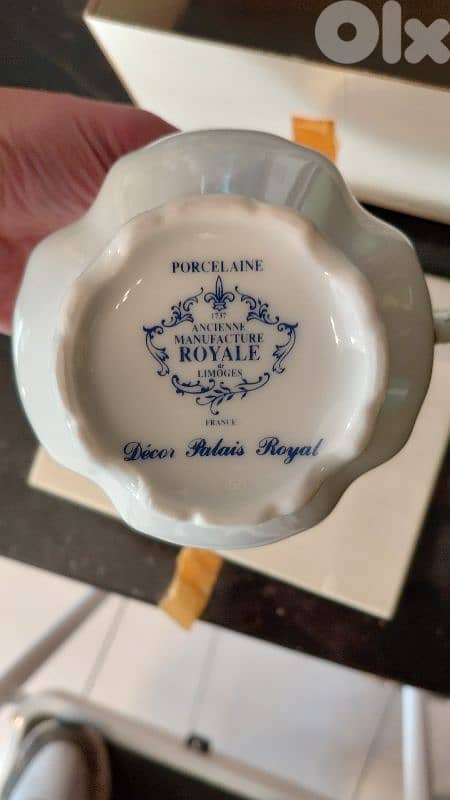 Olx
PORCELAINE
1737
ANCIENNE
MANUFACTURE
ROYALE
de
LIMOGES
FRANCE
Décor Palais Royal